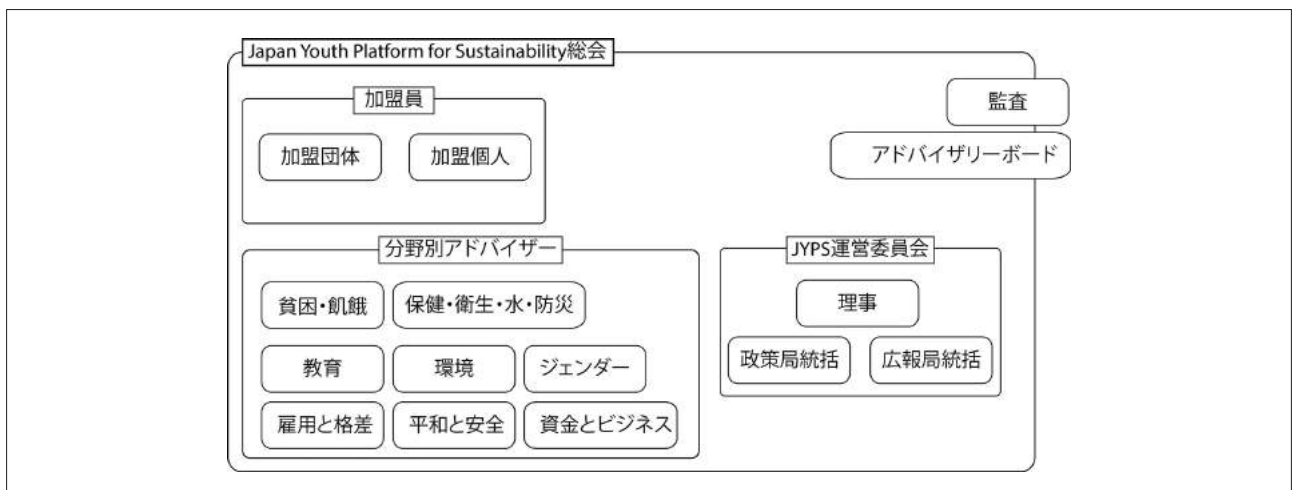 Japan Youth Platform for Sustainability総会
加盟員
加盟団体
加盟個人
監査
アドバイザリーボード
分野別アドバイザー
貧困・飢餓
保健・衛生・水・防災
教育
環境
ジェンダー
雇用と格差
平和と安全
資金とビジネス
JYPS運営委員会
理事
政策局統括
広報局統括